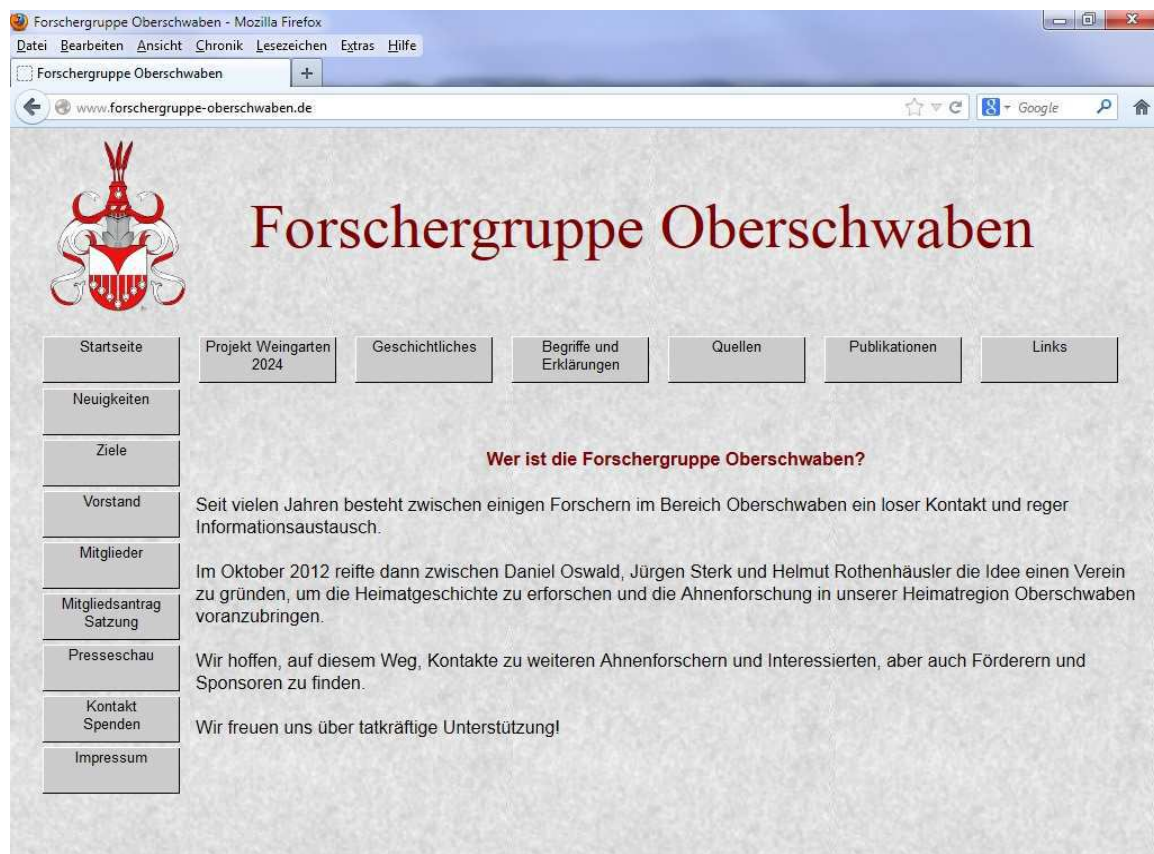 Forschergruppe Oberschwaben - Mozilla Firefox
Datei Bearbeiten Ansicht Chronik Lesezeichen Extras Hilfe
Forschergruppe Oberschwaben
www.forschergruppe-oberschwaben.de
Google
Forschergruppe Oberschwaben
Startseite
Projekt Weingarten
2024
Geschichtliches
Begriffe und
Erklärungen
Quellen
Publikationen
Links
Neuigkeiten
Ziele
Vorstand
Mitglieder
Mitgliedsantrag
Satzung
Presseschau
Kontakt
Spenden
Impressum
Wer ist die Forschergruppe Oberschwaben?
Seit vielen Jahren besteht zwischen einigen Forschern im Bereich Oberschwaben ein loser Kontakt und reger
Informationsaustausch.
Im Oktober 2012 reifte dann zwischen Daniel Oswald, Jürgen Sterk und Helmut Rothenhäusler die Idee einen Verein
zu gründen, um die Heimatgeschichte zu erforschen und die Ahnenforschung in unserer Heimatregion Oberschwaben
voranzubringen.
Wir hoffen, auf diesem Weg, Kontakte zu weiteren Ahnenforschern und Interessierten, aber auch Förderern und
Sponsoren zu finden.
Wir freuen uns über tatkräftige Unterstützung!